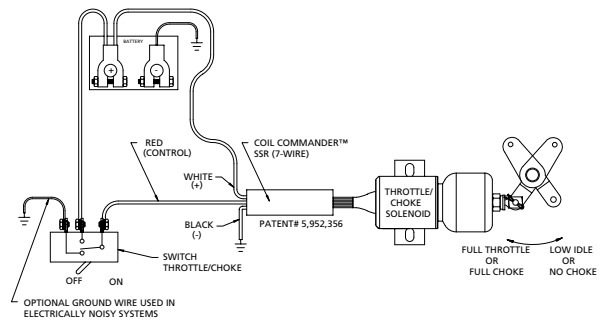 BATTERY
+
-
RED
(CONTROL)
COIL COMMANDER™
SSR (7-WIRE)
WHITE
(+)
THROTTLE/
CHOKE
SOLENOID
BLACK
(-)
PATENT# 5,952,356
SWITCH
THROTTLE/CHOKE
OFF
ON
FULL THROTTLE
OR
FULL CHOKE
LOW IDLE
OR
NO CHOKE
OPTIONAL GROUND WIRE USED IN
ELECTRICALLY NOISY SYSTEMS